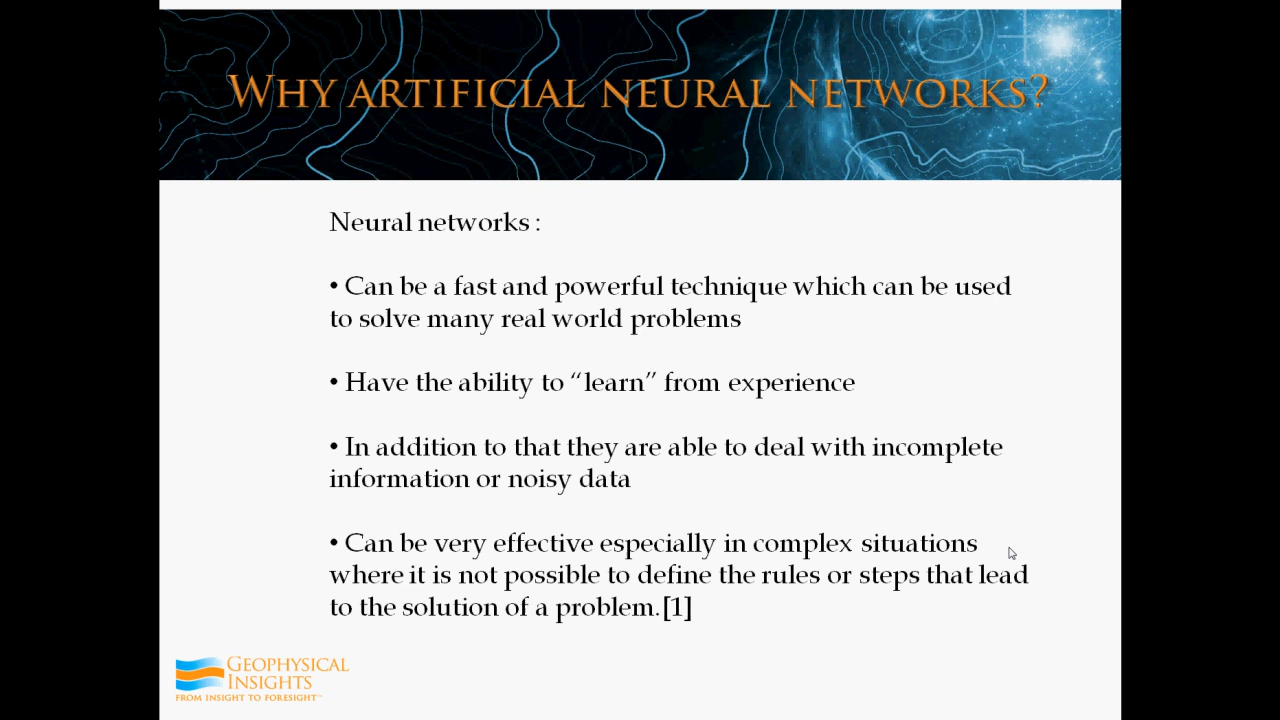 WHY ARTIFICIAL NEURAL NETWORKS?
Neural networks :
• Can be a fast and powerful technique which can be used
to solve many real world problems
• Have the ability to “learn” from experience
• In addition to that they are able to deal with incomplete
information or noisy data
• Can be very effective especially in complex situations
where it is not possible to define the rules or steps that lead
to the solution of a problem.[1]
GEOPHYSICAL
INSIGHTS
FROM INSIGHT TO FORESIGHT™